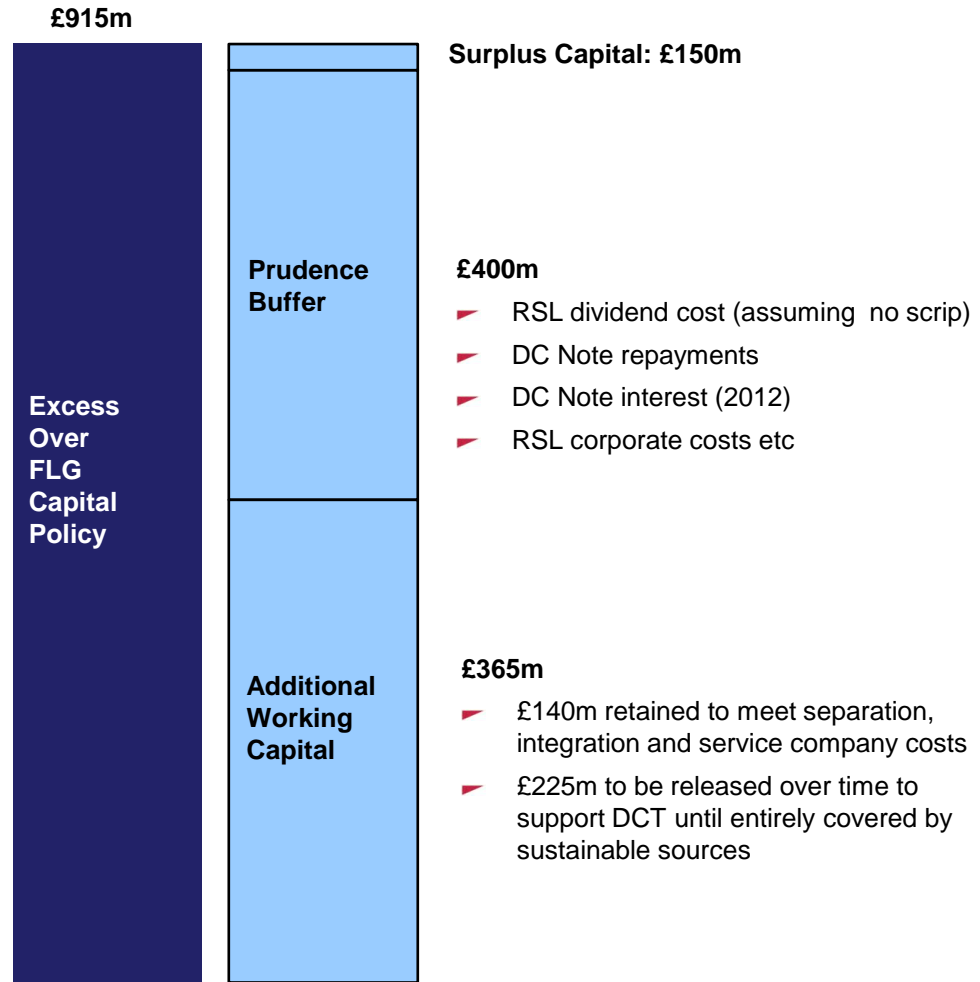 £915m
Surplus Capital: £150m
Excess
Over
FLG
Capital
Policy
Prudence
Buffer
£400m
RSL dividend cost (assuming no scrip)
DC Note repayments
DC Note interest (2012)
RSL corporate costs etc
Additional
Working
Capital
£365m
£140m retained to meet separation,
integration and service company costs
£225m to be released over time to
support DCT until entirely covered by
sustainable sources